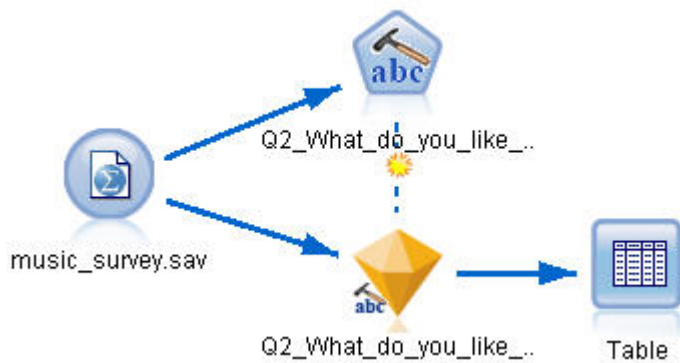 abc
Q2_What_do_you_like_..
music_survey.sav
abc
Q2_What_do_you_like_..
Table